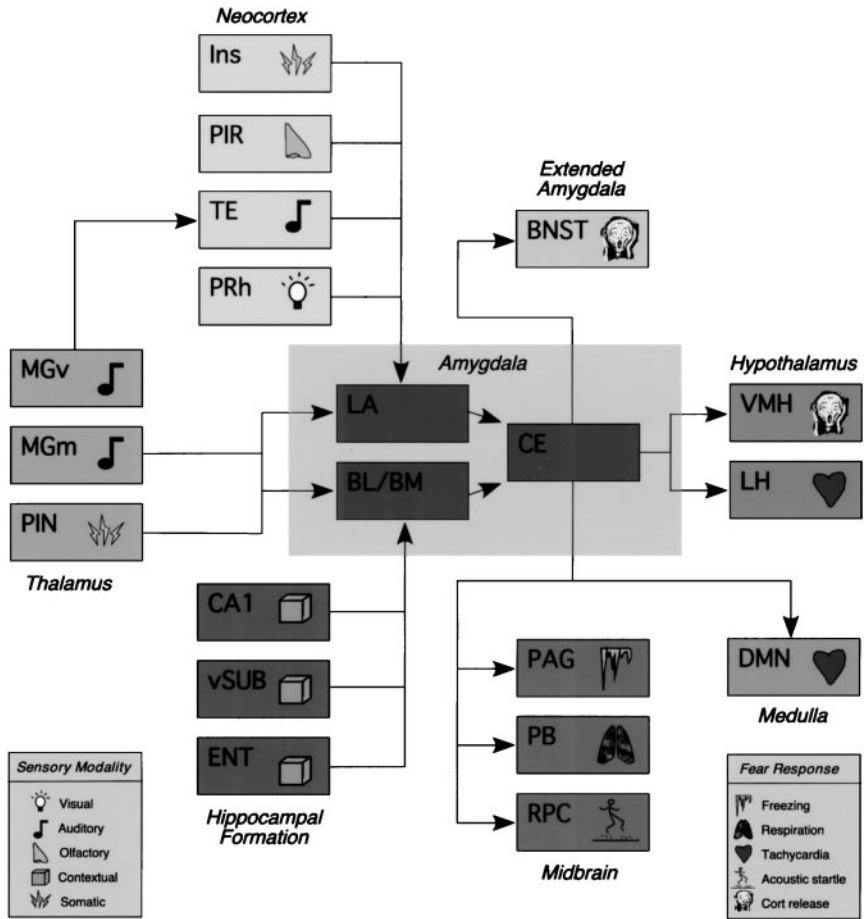 Neocortex
Ins
PIR
TE
PRh
Extended
Amygdala
BNST
MGv
MGm
PIN
Thalamus
Amygdala
LA
BL/BM
CE
Hypothalamus
VMH
LH
CA1
vSUB
ENT
Hippocampal
Formation
PAG
PB
RPC
Midbrain
DMN
Medulla
Sensory Modality
Visual
Auditory
Olfactory
Contextual
Somatic
Fear Response
Freezing
Respiration
Tachycardia
Acoustic startle
Cort release